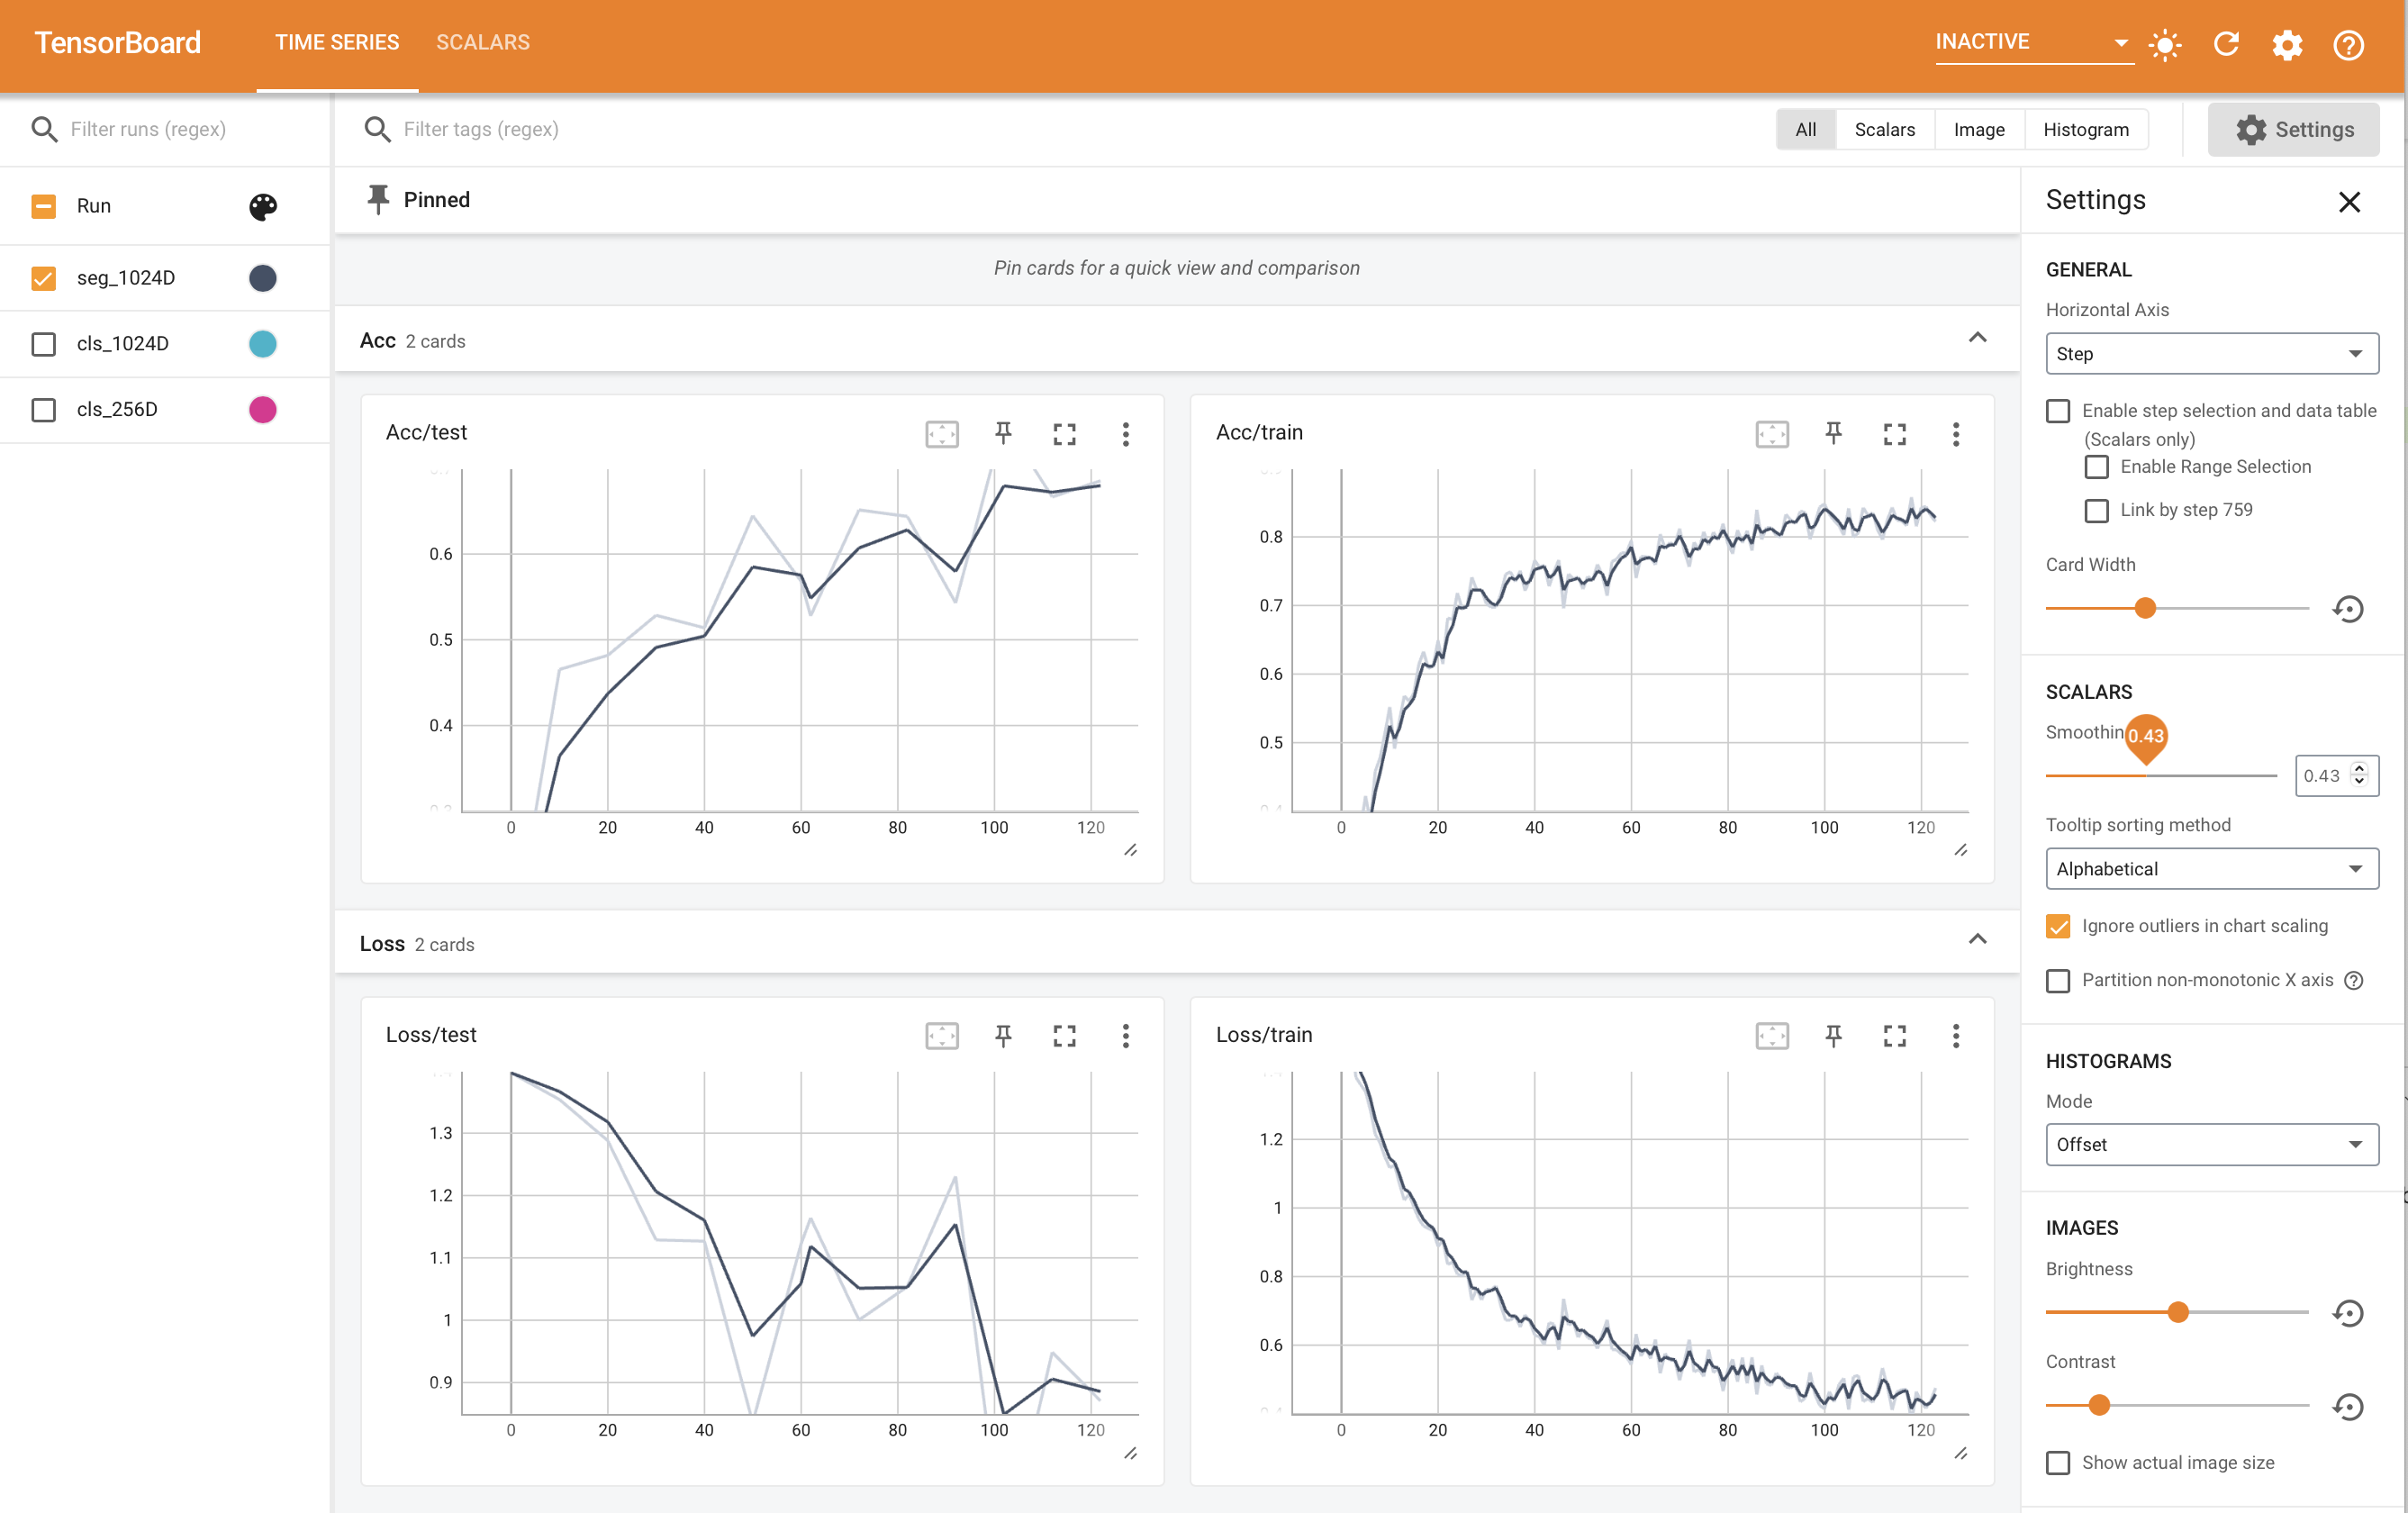 TensorBoard
TIME SERIES
SCALARS
INACTIVE
Filter runs (regex)
Filter tags (regex)
All
Scalars
Image
Histogram
Settings
Run
seg_1024D
cls_1024D
cls_256D
Pinned
Pin cards for a quick view and comparison
Acc 2 cards
Acc/test
0.6
0.5
0.4
0 20 40 60 80 100 120
Acc/train
0.8
0.7
0.6
0.5
0 20 40 60 80 100 120
Loss 2 cards
Loss/test
1.3
1.2
1.1
1
0.9
0 20 40 60 80 100 120
Loss/train
1.2
1
0.8
0.6
0 20 40 60 80 100 120
Settings
GENERAL
Horizontal Axis
Step
Enable step selection and data table
(Scalars only)
Enable Range Selection
Link by step 759
Card Width
SCALARS
Smoothin
0.43
0.43
Tooltip sorting method
Alphabetical
Ignore outliers in chart scaling
Partition non-monotonic X axis
HISTOGRAMS
Mode
Offset
IMAGES
Brightness
Contrast
Show actual image size